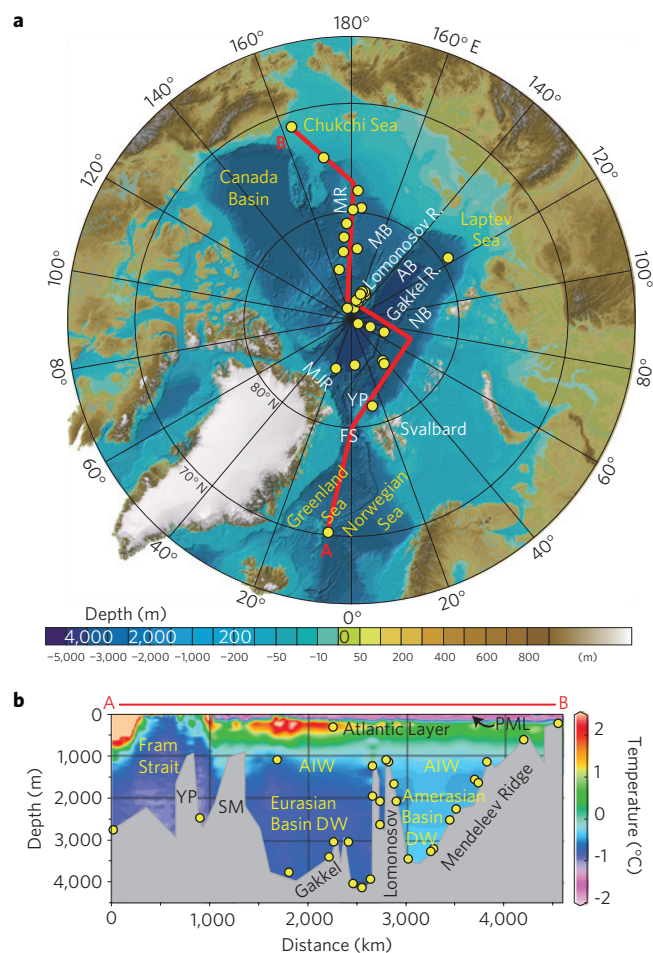 a
180°
160°
160° E
140°
140°
120°
120°
100°
100°
80°
80°
60°
60°
40°
40°
20°
20°
0°
B
Chukchi Sea
Canada
Basin
MR
MB
Laptev
Sea
Lomonosov R.
AB
Gakkel R.
NB
MJR
80° N
YP
Svalbard
FS
70° N
Greenland
Sea
Norwegian
Sea
A
Depth (m)
4,000 2,000 200 0
−5,000 −3,000 −2,000 −1,000 −200 −50 −10 50 200 400 600 800 (m)
b
A
B
0
1,000
2,000
3,000
4,000
Depth (m)
Fram
Strait
YP
SM
Atlantic Layer
PML
AIW
AIW
Eurasian
Basin DW
Amerasian
Basin
DW
Gakkel
Lomonosov
Mendeleev Ridge
0
1,000
2,000
3,000
4,000
Distance (km)
2
1
0
−1
−2
Temperature (°C)